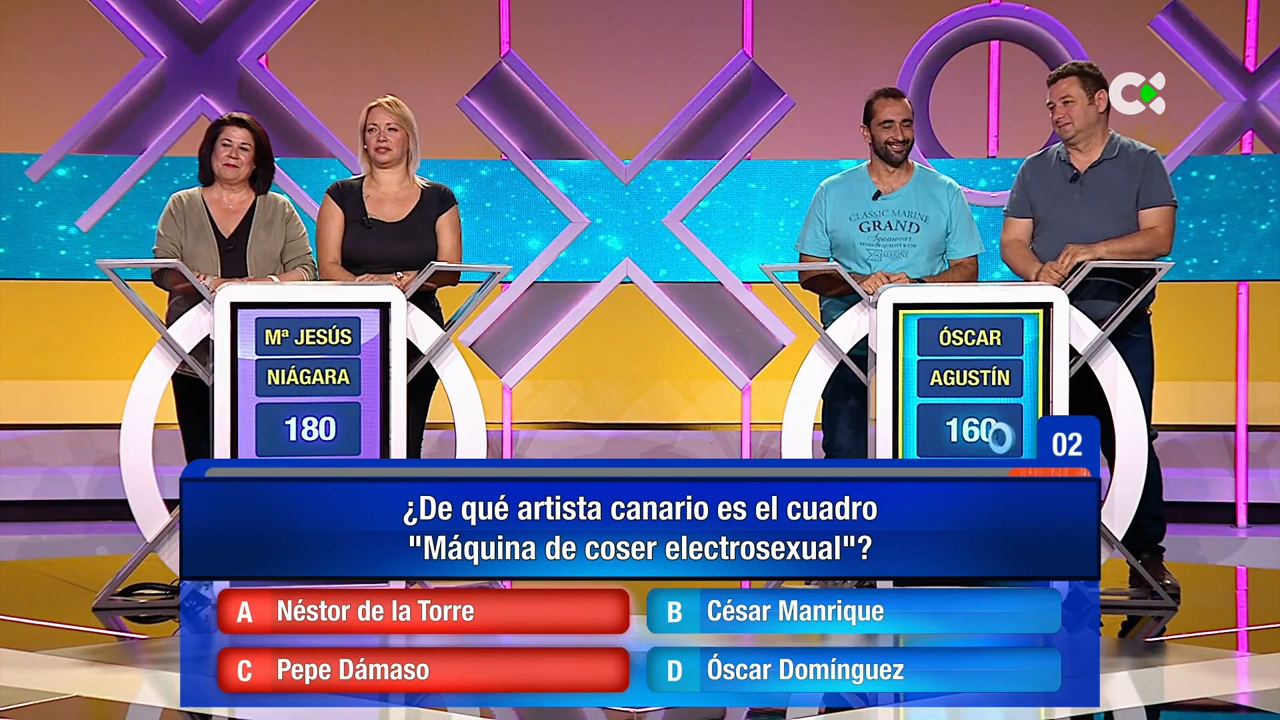 CLASSIC MARINE
GRAND
Mª JESÚS
NIÁGARA
180
ÓSCAR
AGUSTÍN
160
02
¿De qué artista canario es el cuadro
"Máquina de coser electrosexual"?
A Néstor de la Torre
B César Manrique
C Pepe Dámaso
D Óscar Domínguez